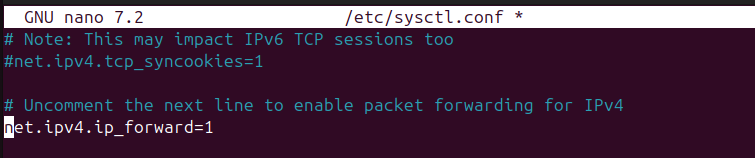 GNU nano 7.2 /etc/sysctl.conf *
# Note: This may impact IPv6 TCP sessions too
#net.ipv4.tcp_syncookies=1
# Uncomment the next line to enable packet forwarding for IPv4
net.ipv4.ip_forward=1